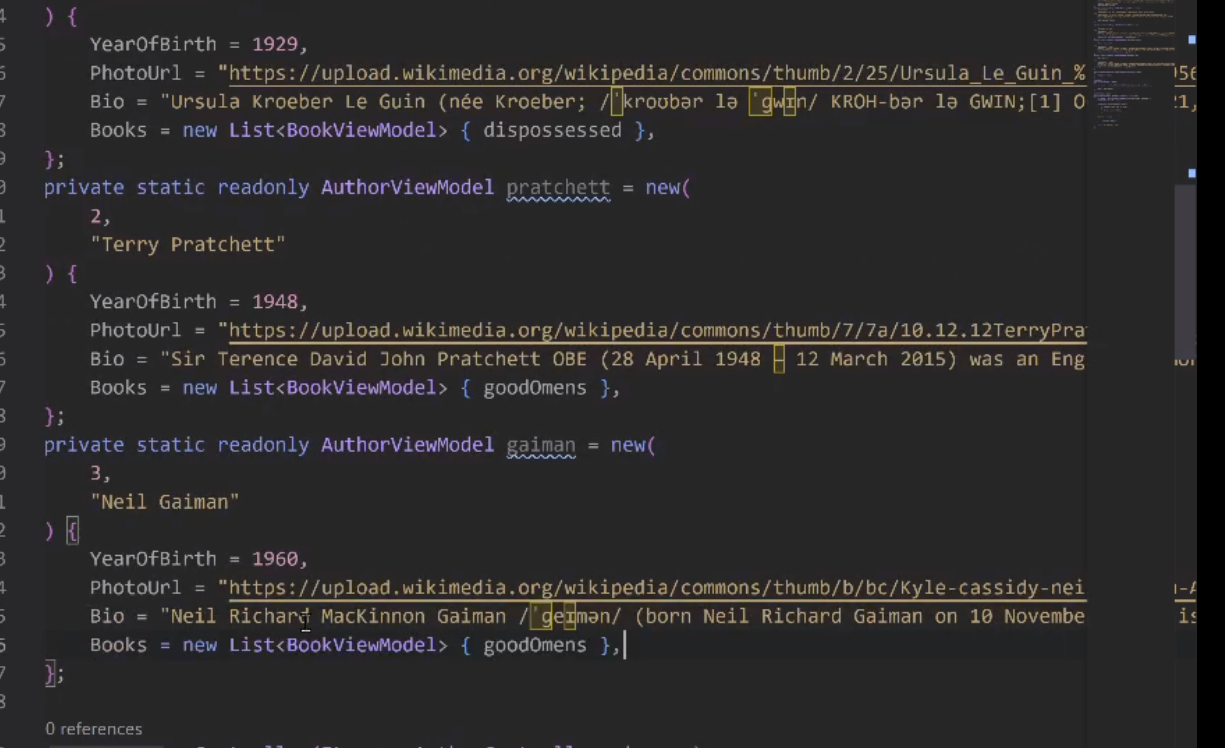 ) {
YearOfBirth = 1929,
PhotoUrl = "https://upload.wikimedia.org/wikipedia/commons/thumb/2/25/Ursula_Le_Guin_%
Bio = "Ursula Kroeber Le Guin (née Kroeber; /ˈkroʊbər lə ˈɡwɪn/ KROH-bər lə GWIN;[1] O 21,
Books = new List<BookViewModel> { dispossessed },
};
private static readonly AuthorViewModel pratchett = new(
2,
"Terry Pratchett"
) {
YearOfBirth = 1948,
PhotoUrl = "https://upload.wikimedia.org/wikipedia/commons/thumb/7/7a/10.12.12TerryPra
Bio = "Sir Terence David John Pratchett OBE (28 April 1948 – 12 March 2015) was an Eng
Books = new List<BookViewModel> { goodOmens },
};
private static readonly AuthorViewModel gaiman = new(
3,
"Neil Gaiman"
) {
YearOfBirth = 1960,
PhotoUrl = "https://upload.wikimedia.org/wikipedia/commons/thumb/b/bc/Kyle-cassidy-nei
Bio = "Neil Richard MacKinnon Gaiman /ˈɡeɪmən/ (born Neil Richard Gaiman on 10 Novembe is
Books = new List<BookViewModel> { goodOmens },
};
0 references